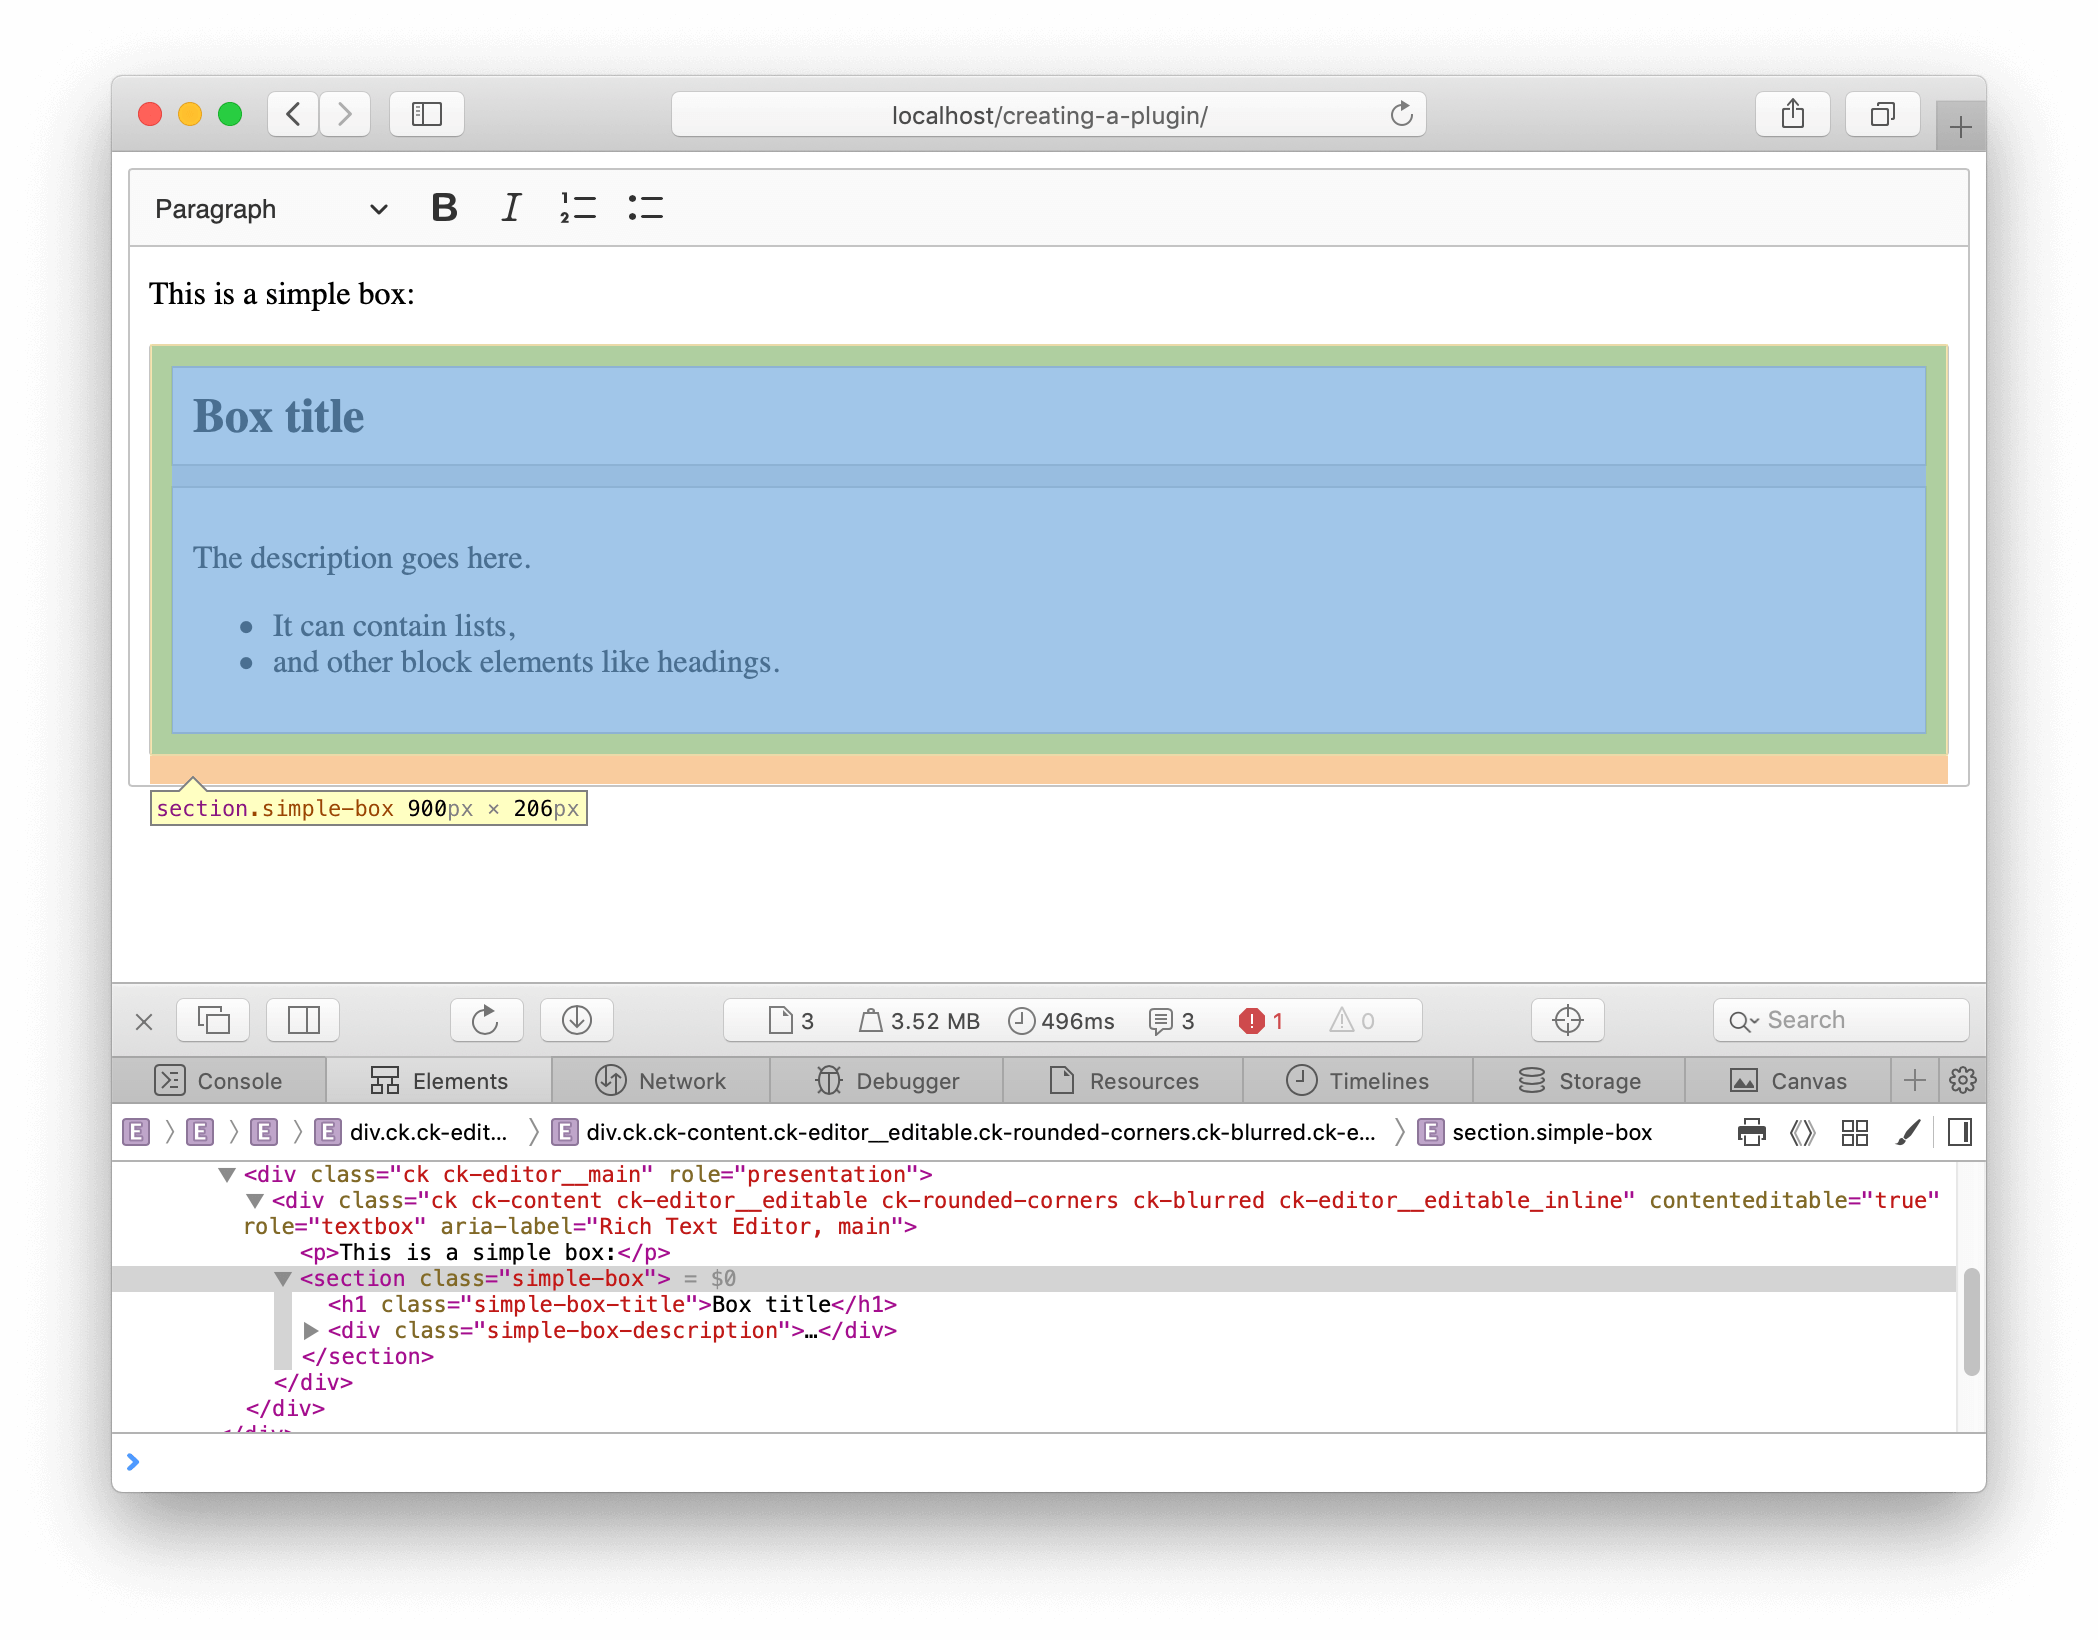 localhost/creating-a-plugin/
Paragraph B I
This is a simple box:
Box title
The description goes here.
It can contain lists,
and other block elements like headings.
section.simple-box 900px × 206px
3 3.52 MB 496ms 3 1 0 Search
Console Elements Network Debugger Resources Timelines Storage Canvas
E E E E div.ck.ck-edit… E div.ck.ck-content.ck-editor__editable.ck-rounded-corners.ck-blurred.ck-e… E section.simple-box
<div class="ck ck-editor__main" role="presentation">
<div class="ck ck-content ck-editor__editable ck-rounded-corners ck-blurred ck-editor__editable_inline" contenteditable="true"
role="textbox" aria-label="Rich Text Editor, main">
<p>This is a simple box:</p>
<section class="simple-box"> = $0
<h1 class="simple-box-title">Box title</h1>
<div class="simple-box-description">…</div>
</section>
</div>
</div>
</div>